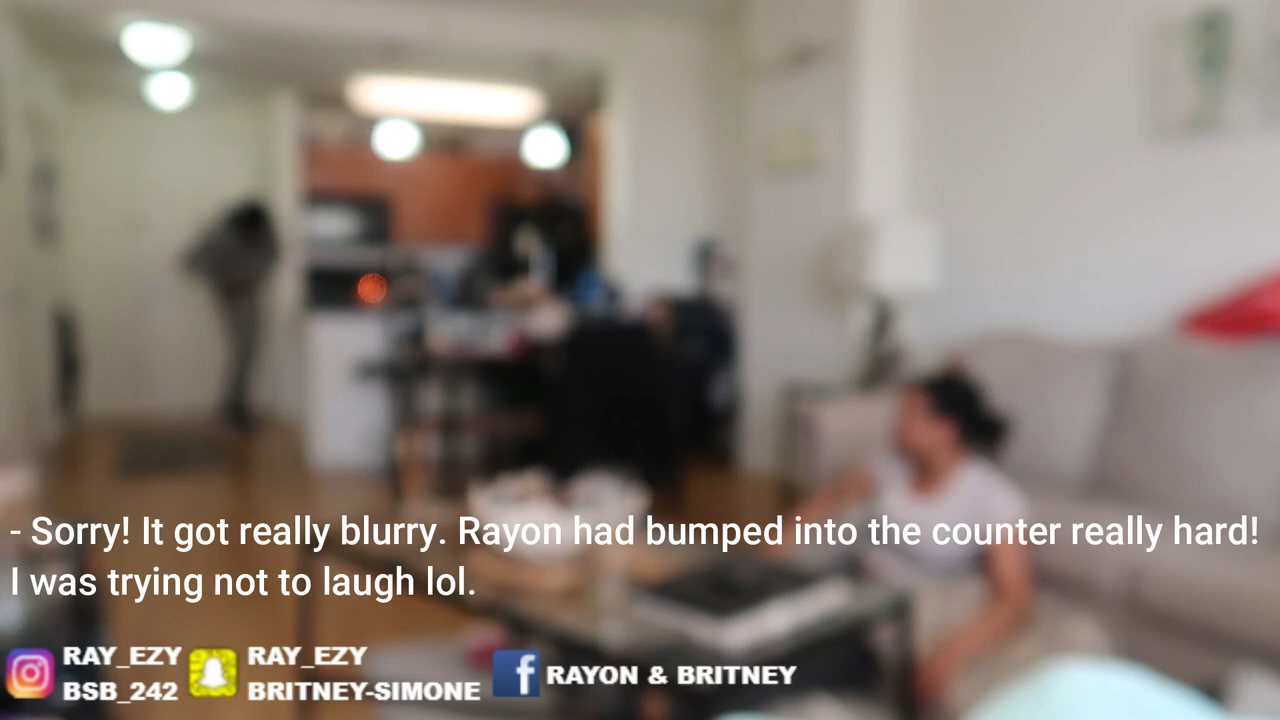 - Sorry! It got really blurry. Rayon had bumped into the counter really hard!
I was trying not to laugh lol.
RAY_EZY
BSB_242
RAY_EZY
BRITNEY-SIMONE
f RAYON & BRITNEY